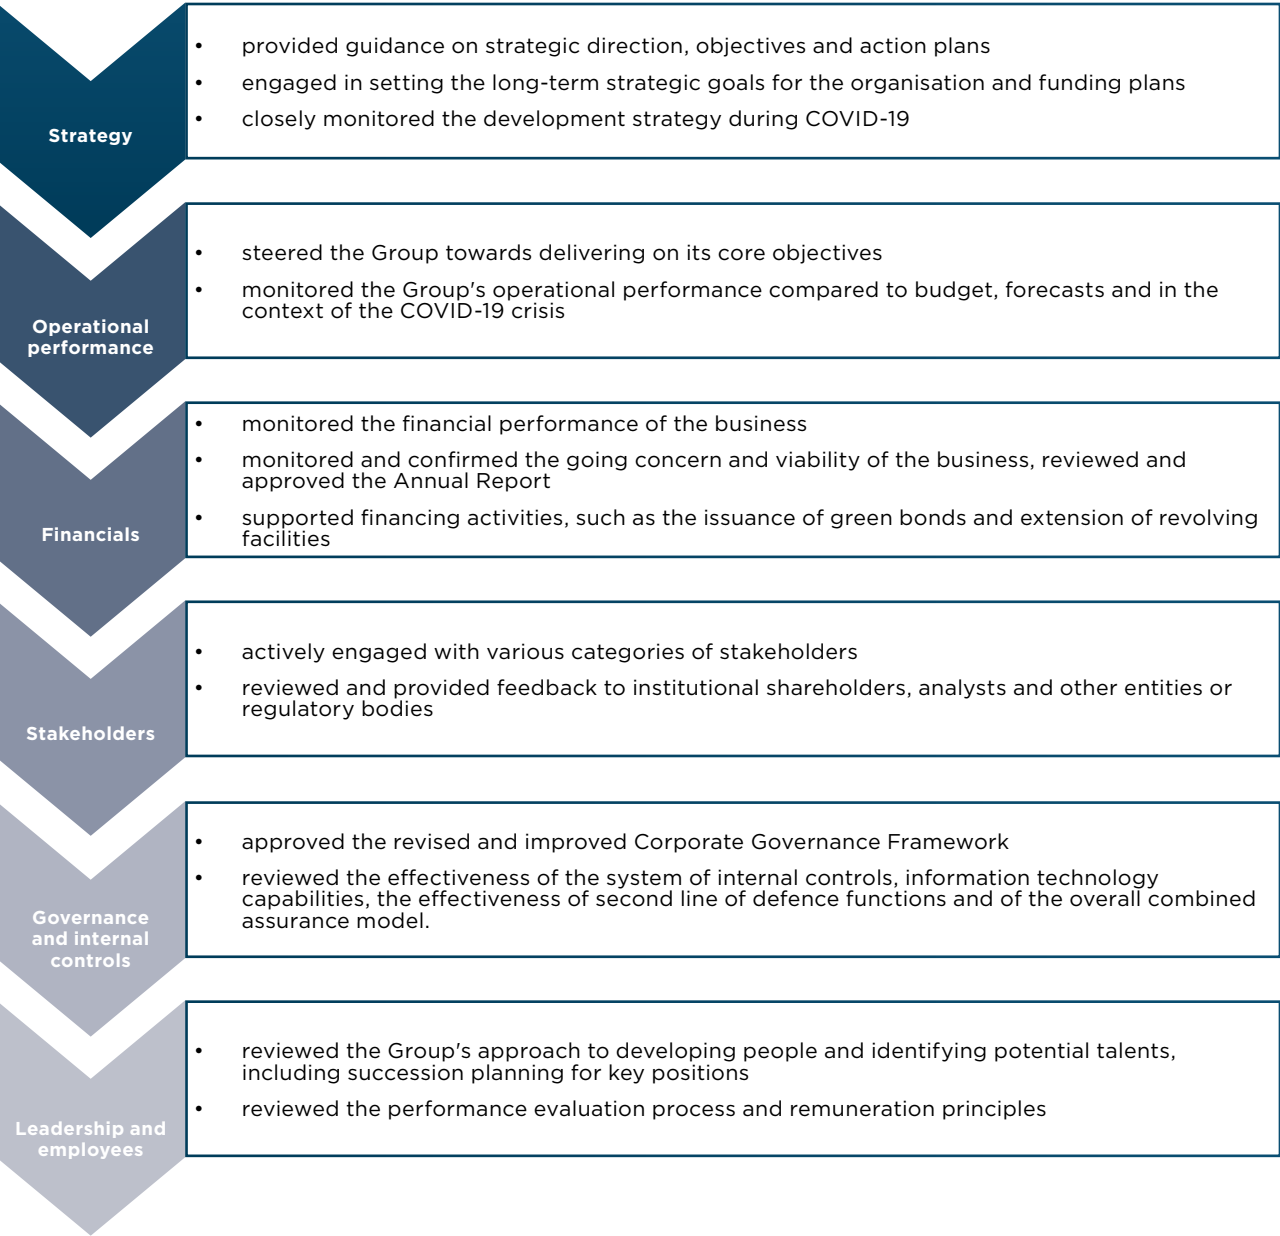 Strategy
• provided guidance on strategic direction, objectives and action plans
• engaged in setting the long-term strategic goals for the organisation and funding plans
• closely monitored the development strategy during COVID-19
Operational
performance
• steered the Group towards delivering on its core objectives
• monitored the Group's operational performance compared to budget, forecasts and in the
context of the COVID-19 crisis
Financials
• monitored the financial performance of the business
• monitored and confirmed the going concern and viability of the business, reviewed and
approved the Annual Report
• supported financing activities, such as the issuance of green bonds and extension of revolving
facilities
Stakeholders
• actively engaged with various categories of stakeholders
• reviewed and provided feedback to institutional shareholders, analysts and other entities or
regulatory bodies
Governance
and internal
controls
• approved the revised and improved Corporate Governance Framework
• reviewed the effectiveness of the system of internal controls, information technology
capabilities, the effectiveness of second line of defence functions and of the overall combined
assurance model.
Leadership and
employees
• reviewed the Group's approach to developing people and identifying potential talents,
including succession planning for key positions
• reviewed the performance evaluation process and remuneration principles